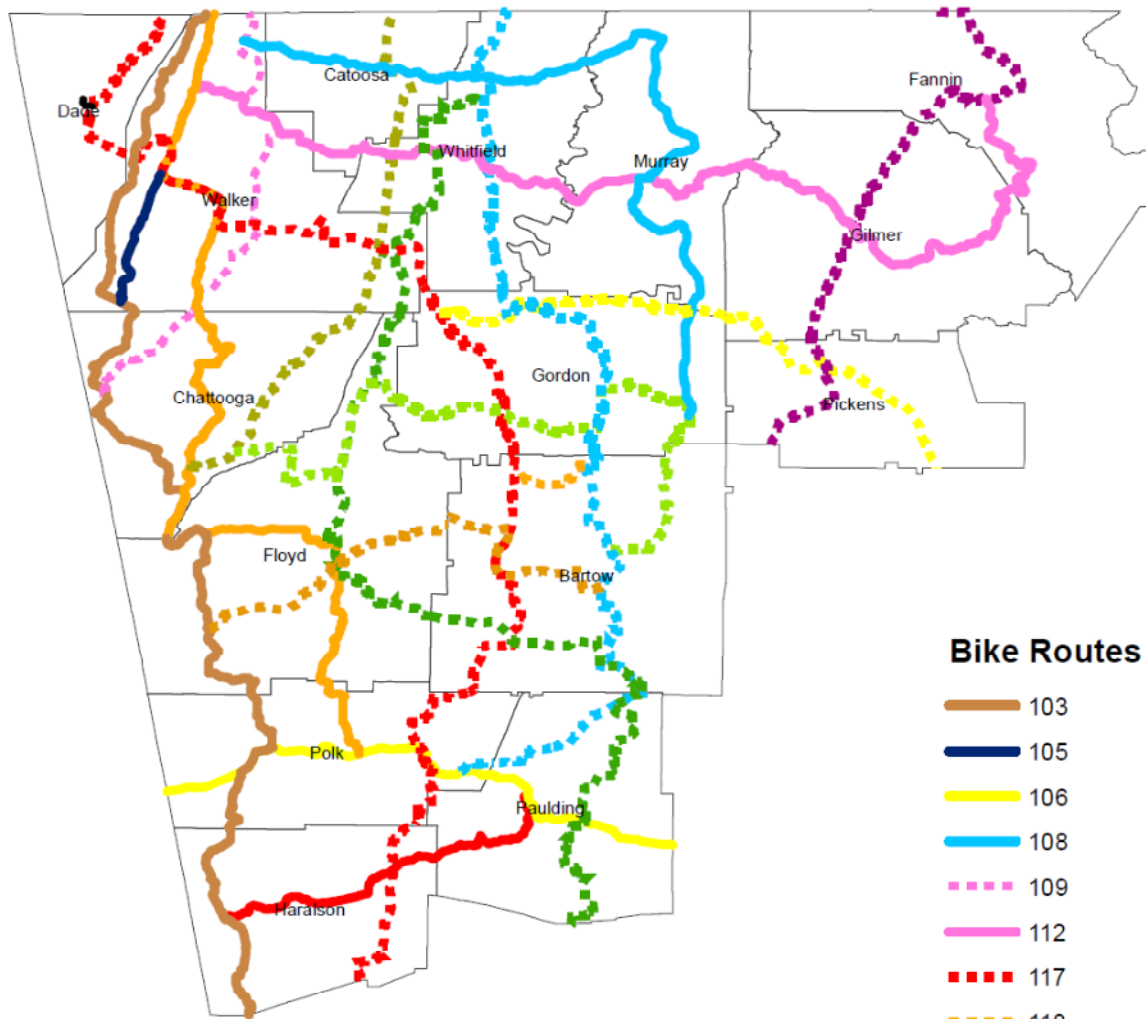 Fannin
Catoosa
Dade
Whitfield
Murray
Walker
Gilmer
Gordon
Chattooga
Pickens
Floyd
Bartow
Polk
Paulding
Haralson
Bike Routes
103
105
106
108
109
112
117